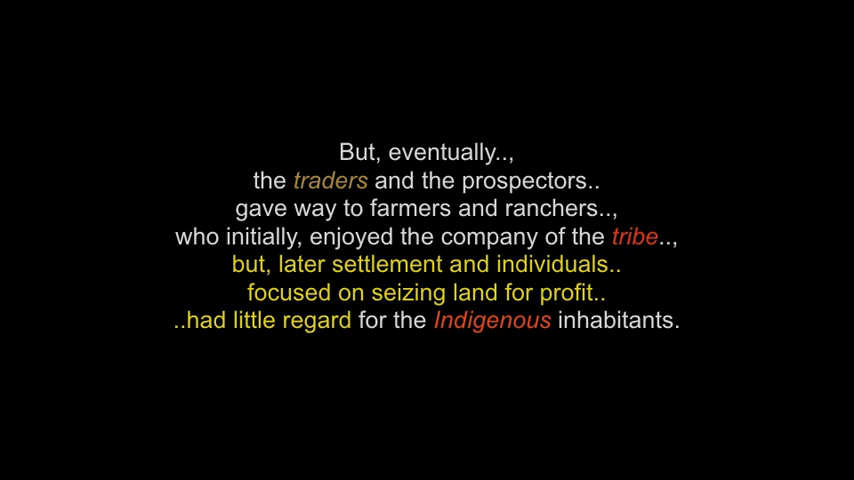 But, eventually..,
the traders and the prospectors..
gave way to farmers and ranchers..,
who initially, enjoyed the company of the tribe..,
but, later settlement and individuals..
focused on seizing land for profit..
..had little regard for the Indigenous inhabitants.